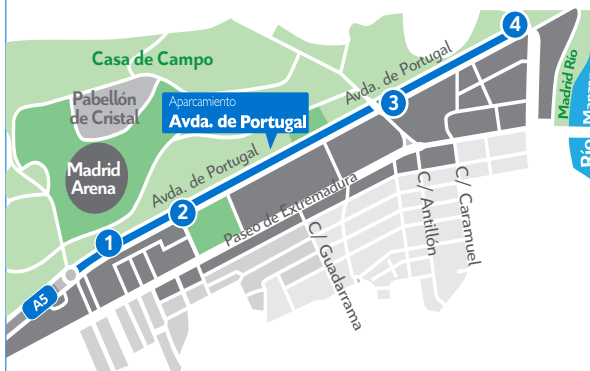 4
Casa de Campo
Avda. de Portugal
Madrid Río
Pabellón
de Cristal
Aparcamiento
Avda. de Portugal
3
Río
Madrid
Arena
Avda. de Portugal
2
Paseo de Extremadura
C/ Antillón
C/ Caramuel
C/ Guadarrama
1
A5